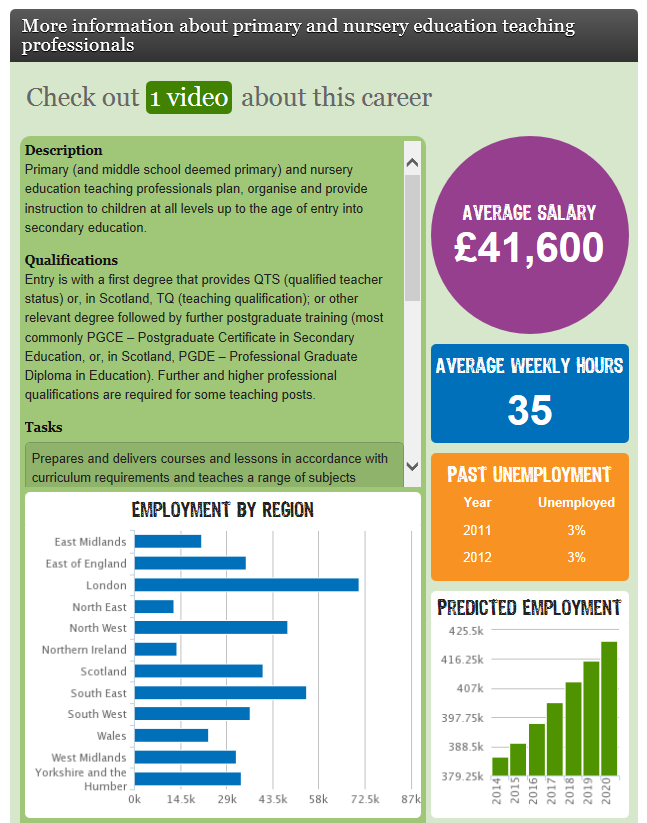 More information about primary and nursery education teaching
professionals
Check out 1 video about this career
Description
Primary (and middle school deemed primary) and nursery
education teaching professionals plan, organise and provide
instruction to children at all levels up to the age of entry into
secondary education.
Qualifications
Entry is with a first degree that provides QTS (qualified teacher
status) or, in Scotland, TQ (teaching qualification); or other
relevant degree followed by further postgraduate training (most
commonly PGCE – Postgraduate Certificate in Secondary
Education, or, in Scotland, PGDE – Professional Graduate
Diploma in Education). Further and higher professional
qualifications are required for some teaching posts.
Tasks
Prepares and delivers courses and lessons in accordance with
curriculum requirements and teaches a range of subjects
AVERAGE SALARY
£41,600
AVERAGE WEEKLY HOURS
35
PAST UNEMPLOYMENT
Year Unemployed
2011 3%
2012 3%
EMPLOYMENT BY REGION
East Midlands
East of England
London
North East
North West
Northern Ireland
Scotland
South East
South West
Wales
West Midlands
Yorkshire and the
Humber
0k 14.5k 29k 43.5k 58k 72.5k 87k
PREDICTED EMPLOYMENT
425.5k
416.25k
407k
397.75k
388.5k
379.25k
2014 2015 2016 2017 2018 2019 2020